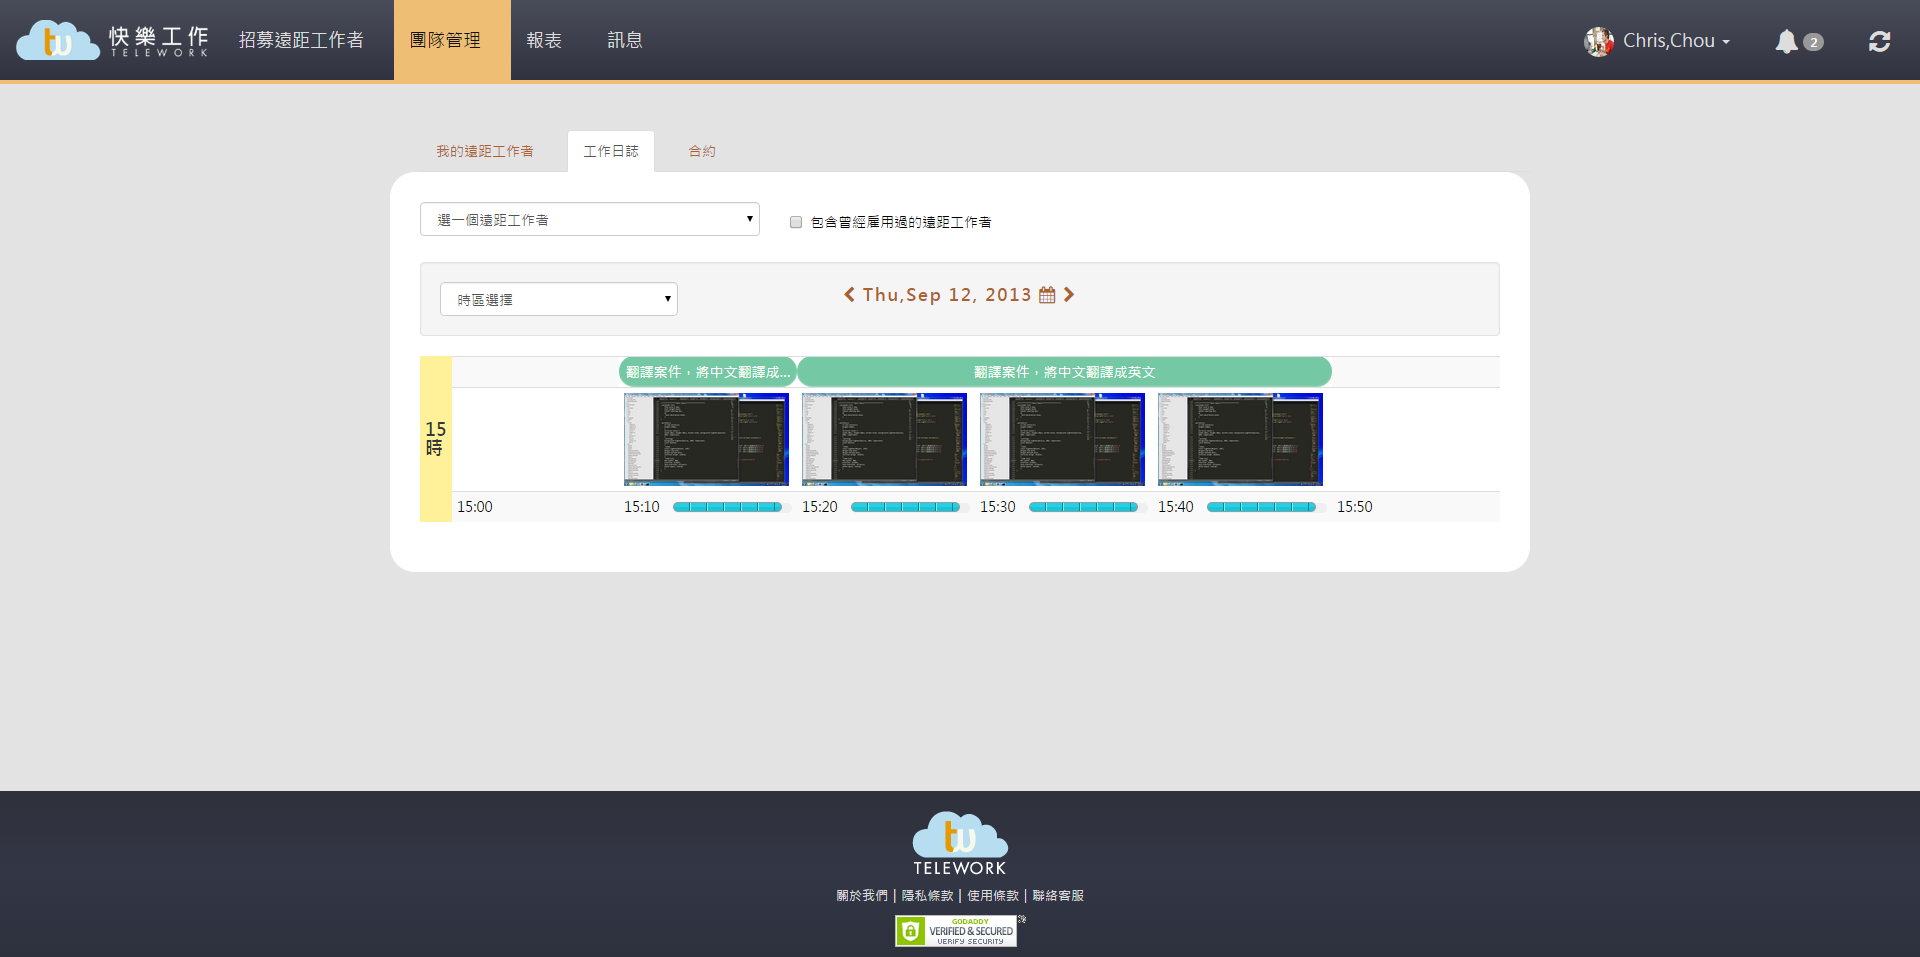 tw 快樂工作 TELEWORK 招募遠距工作者 團隊管理 報表 訊息 Chris,Chou 2
我的遠距工作者 工作日誌 合約
選一個遠距工作者 包含曾經雇用過的遠距工作者
時區選擇 Thu,Sep 12, 2013
翻譯案件，將中文翻譯成... 翻譯案件，將中文翻譯成英文
15
時
15:00 15:10 15:20 15:30 15:40 15:50
tw
TELEWORK
關於我們 | 隱私條款 | 使用條款 | 聯絡客服
GODADDY
VERIFIED & SECURED
VERIFY SECURITY